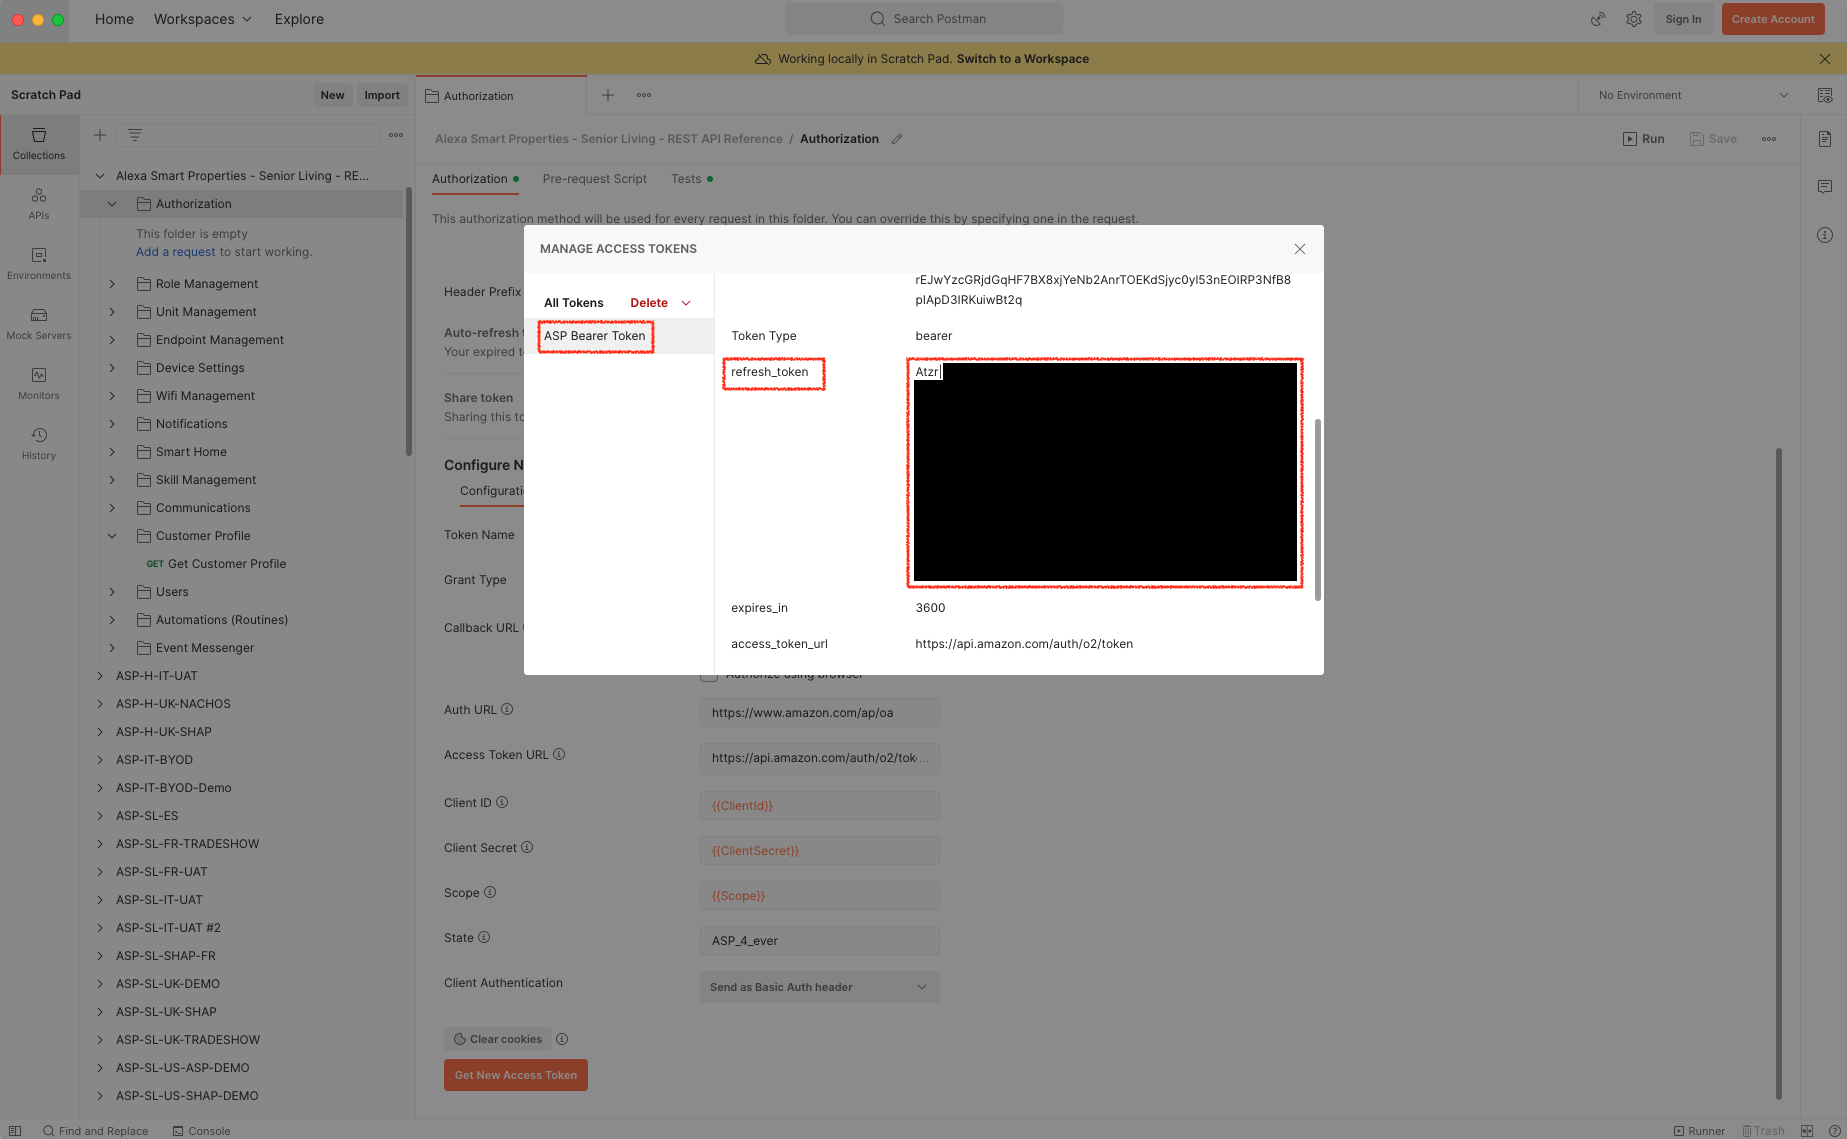 Home Workspaces Explore
Search Postman
Sign In Create Account
Working locally in Scratch Pad. Switch to a Workspace
Scratch Pad New Import
Authorization
No Environment
Collections
APIs
Environments
Mock Servers
Monitors
History
Alexa Smart Properties - Senior Living - RE...
Authorization
This folder is empty
Add a request to start working.
Role Management
Unit Management
Endpoint Management
Device Settings
Wifi Management
Notifications
Smart Home
Skill Management
Communications
Customer Profile
GET Get Customer Profile
Users
Automations (Routines)
Event Messenger
ASP-H-IT-UAT
ASP-H-UK-NACHOS
ASP-H-UK-SHAP
ASP-IT-BYOD
ASP-IT-BYOD-Demo
ASP-SL-ES
ASP-SL-FR-TRADESHOW
ASP-SL-FR-UAT
ASP-SL-IT-UAT
ASP-SL-IT-UAT #2
ASP-SL-SHAP-FR
ASP-SL-UK-DEMO
ASP-SL-UK-SHAP
ASP-SL-UK-TRADESHOW
ASP-SL-US-ASP-DEMO
ASP-SL-US-SHAP-DEMO
Alexa Smart Properties - Senior Living - REST API Reference / Authorization
Run Save
Authorization Pre-request Script Tests
This authorization method will be used for every request in this folder. You can override this by specifying one in the request.
Header Prefix
Auto-refresh
Your expired
Share token
Sharing this
Configure N
Configurati
Token Name
Grant Type
Callback URL
MANAGE ACCESS TOKENS
All Tokens Delete
ASP Bearer Token
Token Type bearer
refresh_token Atzr|
expires_in 3600
access_token_url https://api.amazon.com/auth/o2/token
Authorize using browser
Auth URL https://www.amazon.com/ap/oa
Access Token URL https://api.amazon.com/auth/o2/tok...
Client ID {{ClientId}}
Client Secret {{ClientSecret}}
Scope {{Scope}}
State ASP_4_ever
Client Authentication Send as Basic Auth header
Clear cookies
Get New Access Token
Find and Replace Console
Runner Trash